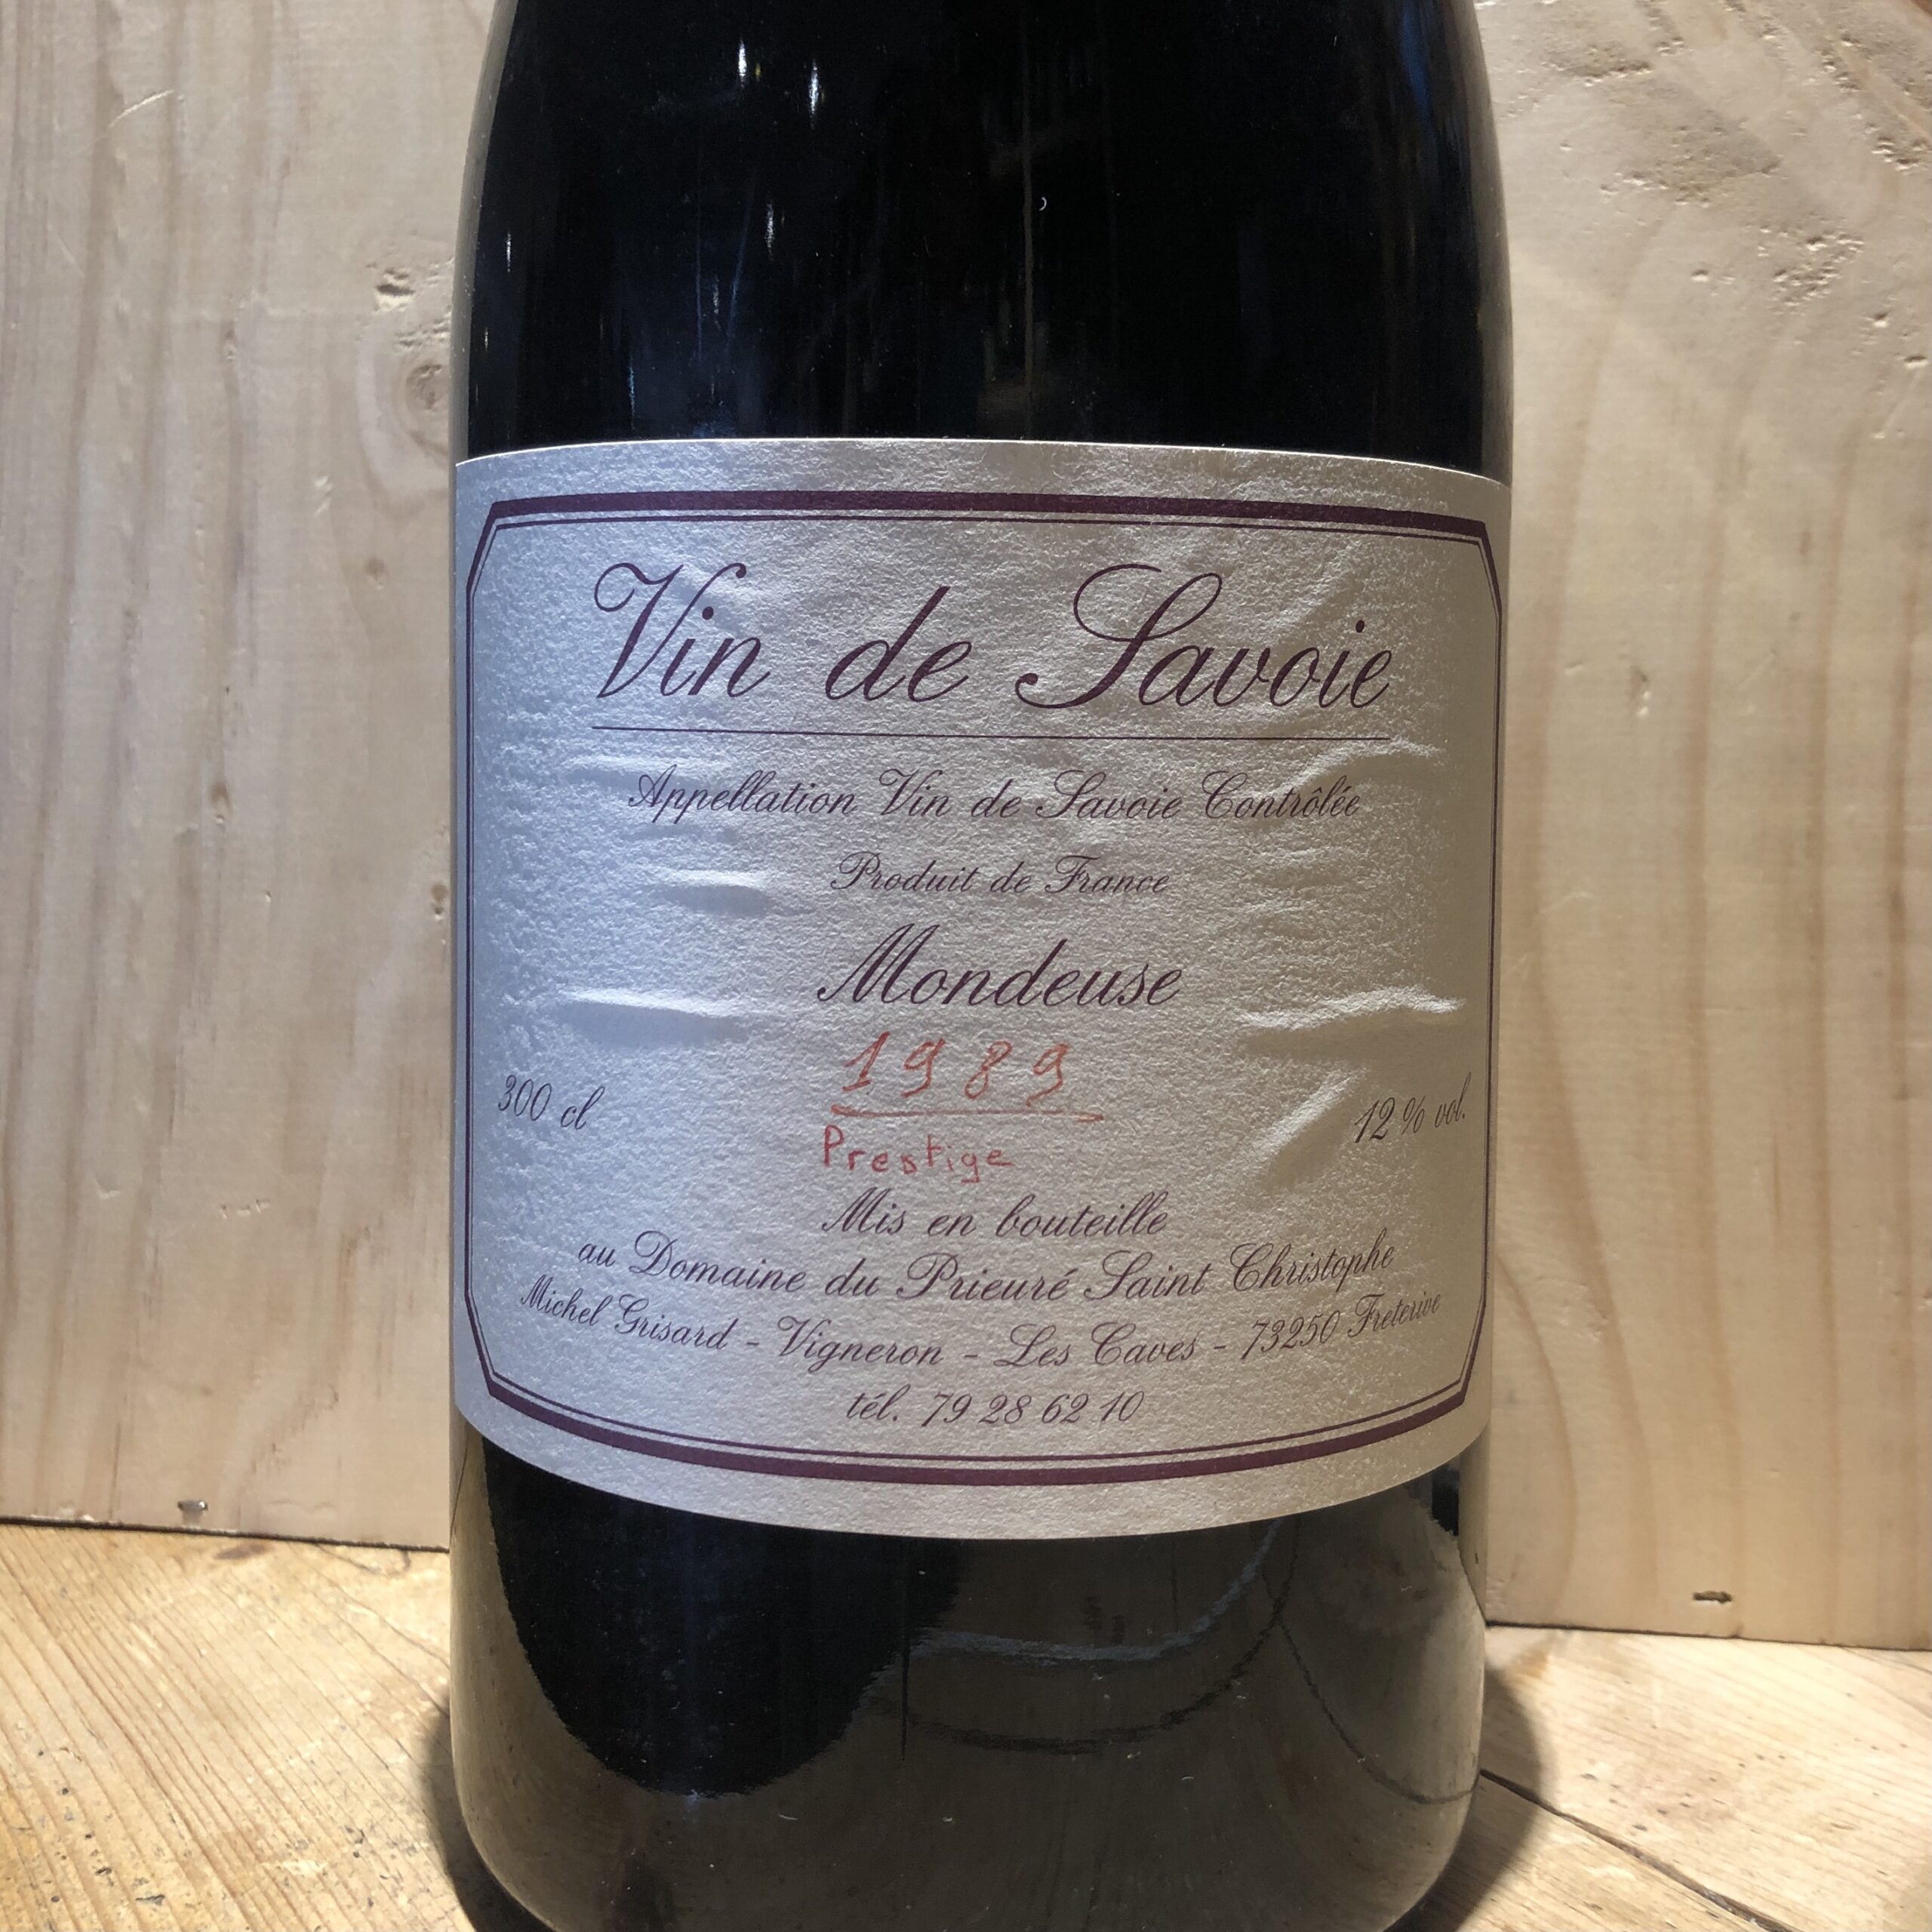 Vin de Savoie
Appellation Vin de Savoie Contrôlée
Produit de France
Mondeuse
1989
300 cl
12 % vol.
Prestige
Mis en bouteille
au Domaine du Prieuré Saint Christophe
Michel Grisard - Vigneron - Les Caves - 73250 Freterive
tél. 79 28 62 10